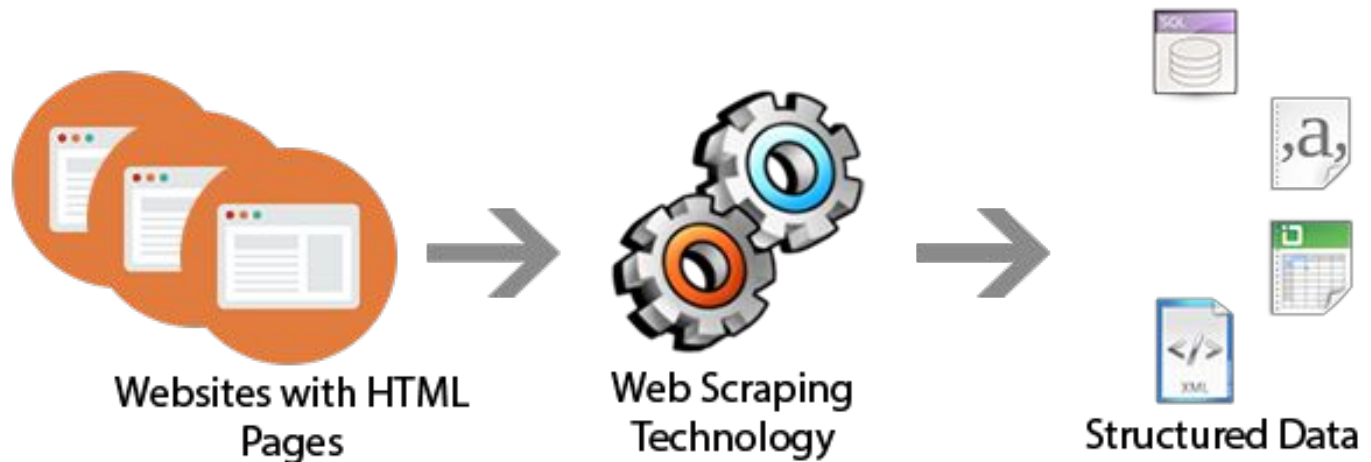 SQL
,a,
</>
XML
Websites with HTML
Pages
Web Scraping
Technology
Structured Data